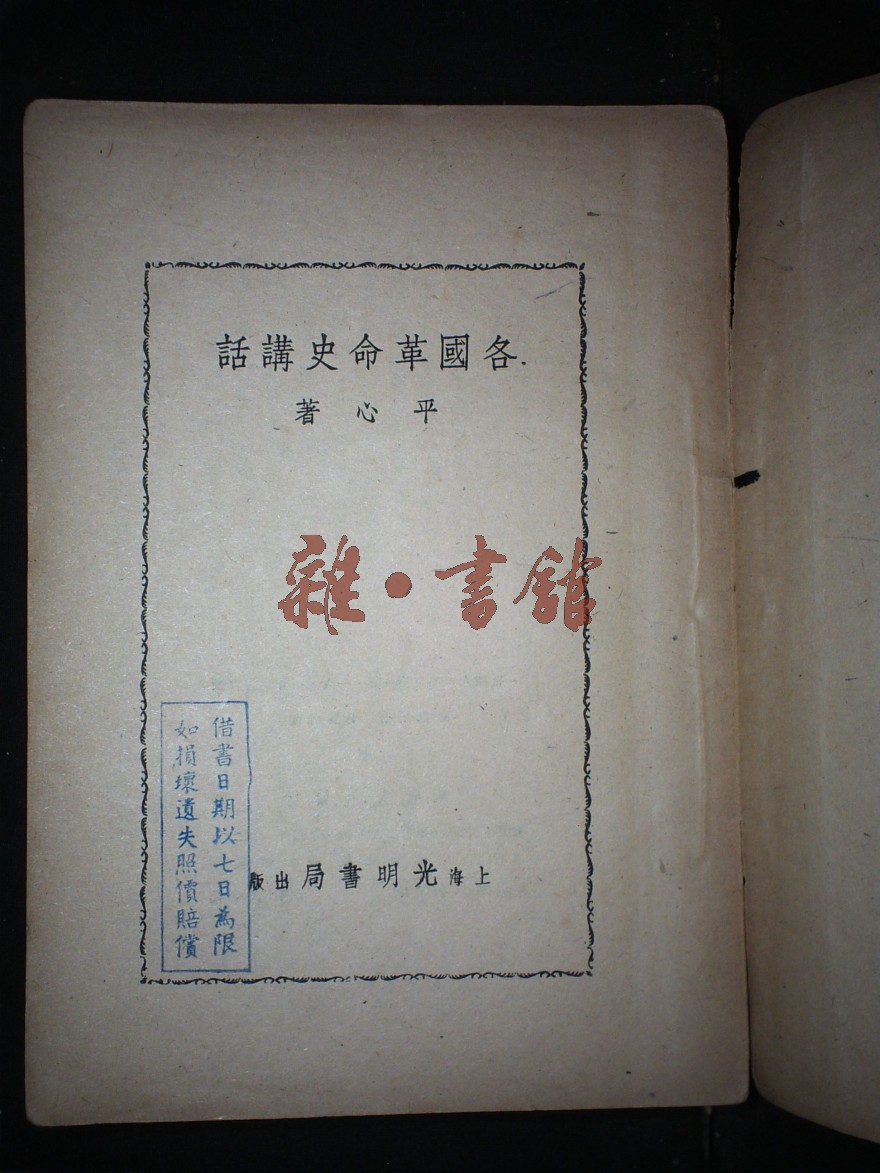 各國革命史講話
平心著
雜·書館
上海光明書局出版
借書日期以七日為限
如損壞遺失照價賠償